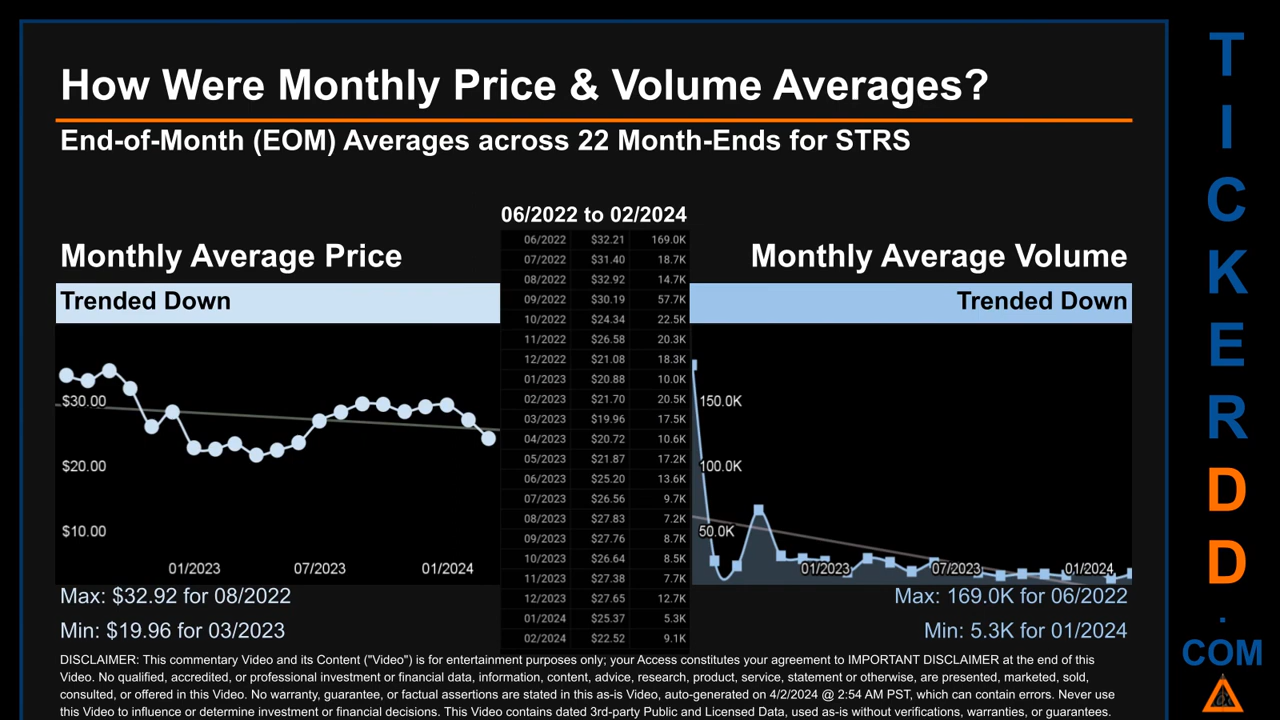 How Were Monthly Price & Volume Averages?
End-of-Month (EOM) Averages across 22 Month-Ends for STRS
06/2022 to 02/2024
Monthly Average Price
Trended Down
$30.00
$20.00
$10.00
01/2023 07/2023 01/2024
Max: $32.92 for 08/2022
Min: $19.96 for 03/2023
06/2022 $32.21 169.0K
07/2022 $31.40 18.7K
08/2022 $32.92 14.7K
09/2022 $30.19 57.7K
10/2022 $24.34 22.5K
11/2022 $26.58 20.3K
12/2022 $21.08 18.3K
01/2023 $20.88 10.0K
02/2023 $21.70 20.5K
03/2023 $19.96 17.5K
04/2023 $20.72 10.6K
05/2023 $21.87 17.2K
06/2023 $25.20 13.6K
07/2023 $26.56 9.7K
08/2023 $27.83 7.2K
09/2023 $27.76 8.7K
10/2023 $26.64 8.5K
11/2023 $27.38 7.7K
12/2023 $27.65 12.7K
01/2024 $25.37 5.3K
02/2024 $22.52 9.1K
Monthly Average Volume
Trended Down
150.0K
100.0K
50.0K
01/2023 07/2023 01/2024
Max: 169.0K for 06/2022
Min: 5.3K for 01/2024
DISCLAIMER: This commentary Video and its Content ("Video") is for entertainment purposes only; your Access constitutes your agreement to IMPORTANT DISCLAIMER at the end of this
Video. No qualified, accredited, or professional investment or financial data, information, content, advice, research, product, service, statement or otherwise, are presented, marketed, sold,
consulted, or offered in this Video. No warranty, guarantee, or factual assertions are stated in this as-is Video, auto-generated on 4/2/2024 @ 2:54 AM PST, which can contain errors. Never use
this Video to influence or determine investment or financial decisions. This Video contains dated 3rd-party Public and Licensed Data, used as-is without verifications, warranties, or guarantees.
T
I
C
K
E
R
D
D
.
COM